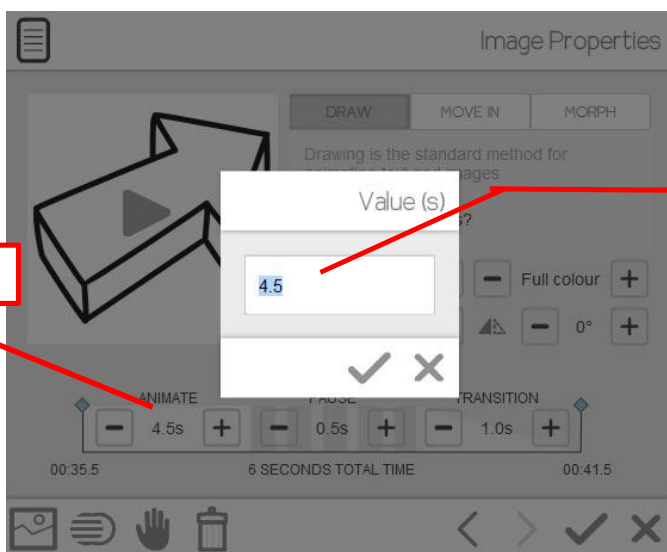 Image Properties
DRAW MOVE IN MORPH
Drawing is the standard method for
animating text and images
Value (s)
s?
4.5
Full colour
0°
ANIMATE PAUSE TRANSITION
4.5s 0.5s 1.0s
00:35.5 6 SECONDS TOTAL TIME 00:41.5